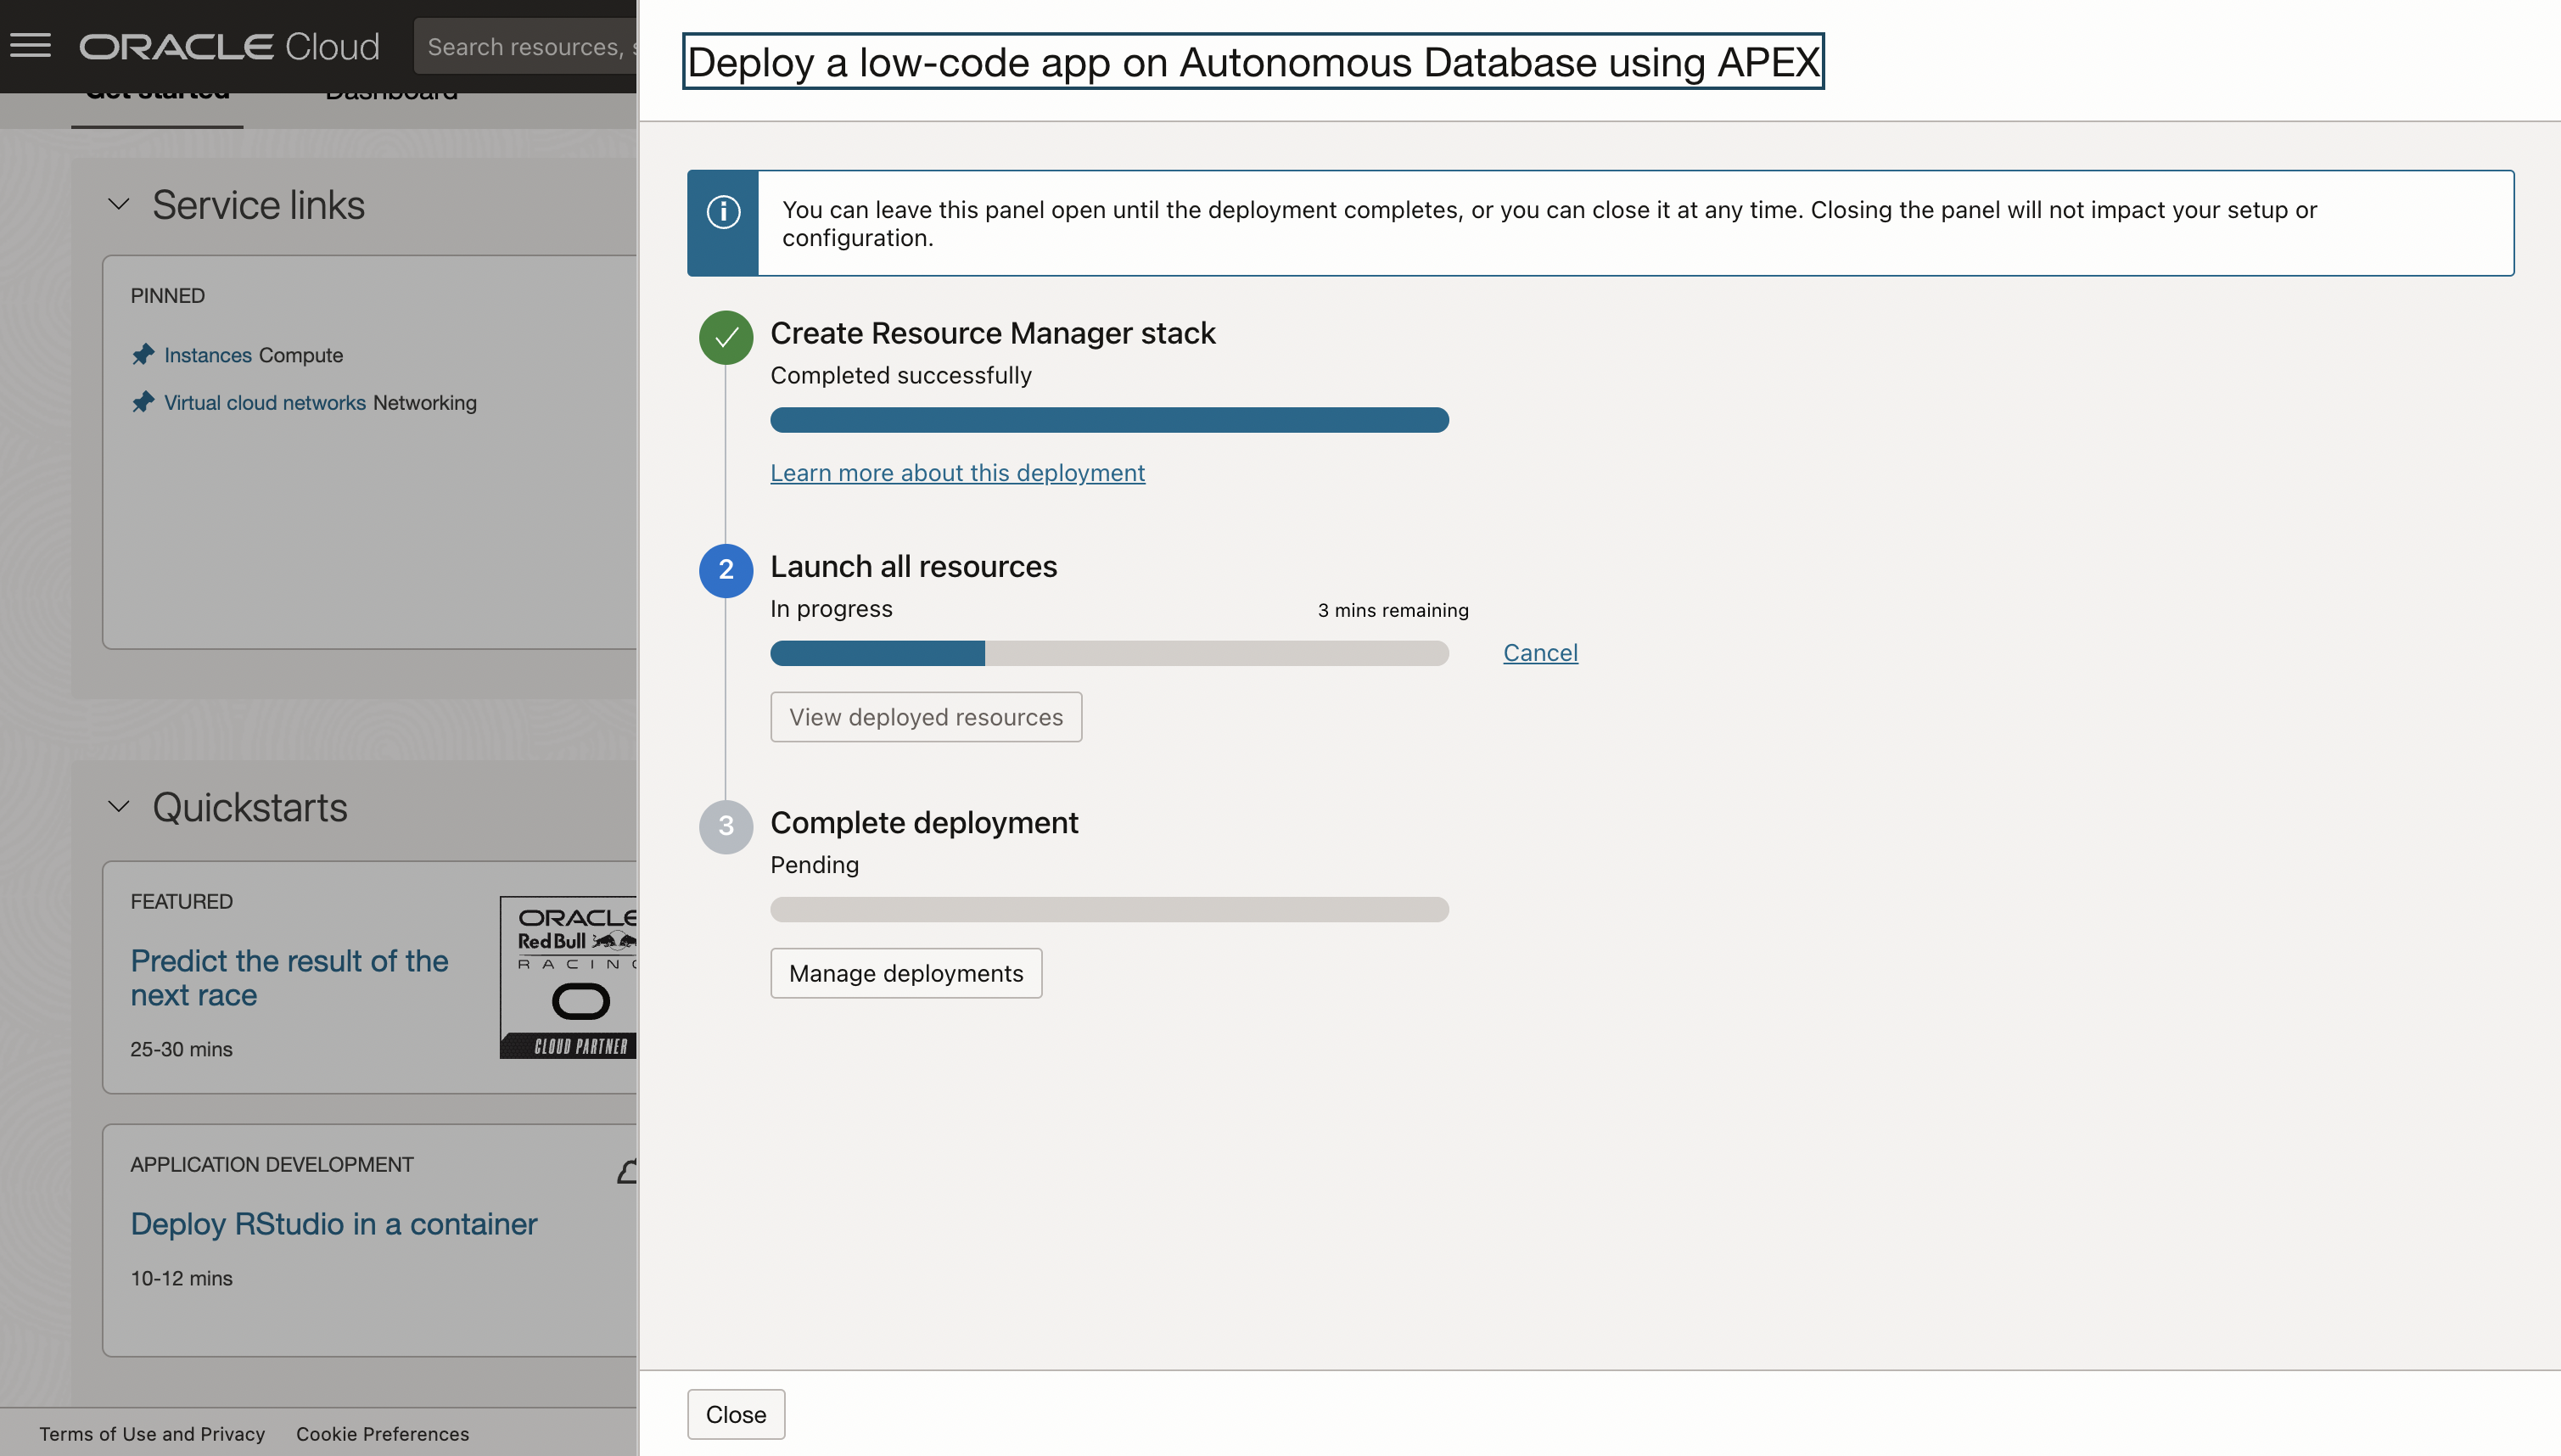 ORACLE Cloud
Search resources,
Get started
Dashboard
Service links
PINNED
Instances Compute
Virtual cloud networks Networking
Quickstarts
FEATURED
Predict the result of the
next race
25-30 mins
ORACLE
Red Bull
RACING
CLOUD PARTNER
APPLICATION DEVELOPMENT
Deploy RStudio in a container
10-12 mins
Terms of Use and Privacy
Cookie Preferences
Deploy a low-code app on Autonomous Database using APEX
You can leave this panel open until the deployment completes, or you can close it at any time. Closing the panel will not impact your setup or
configuration.
Create Resource Manager stack
Completed successfully
Learn more about this deployment
2
Launch all resources
In progress
3 mins remaining
Cancel
View deployed resources
3
Complete deployment
Pending
Manage deployments
Close